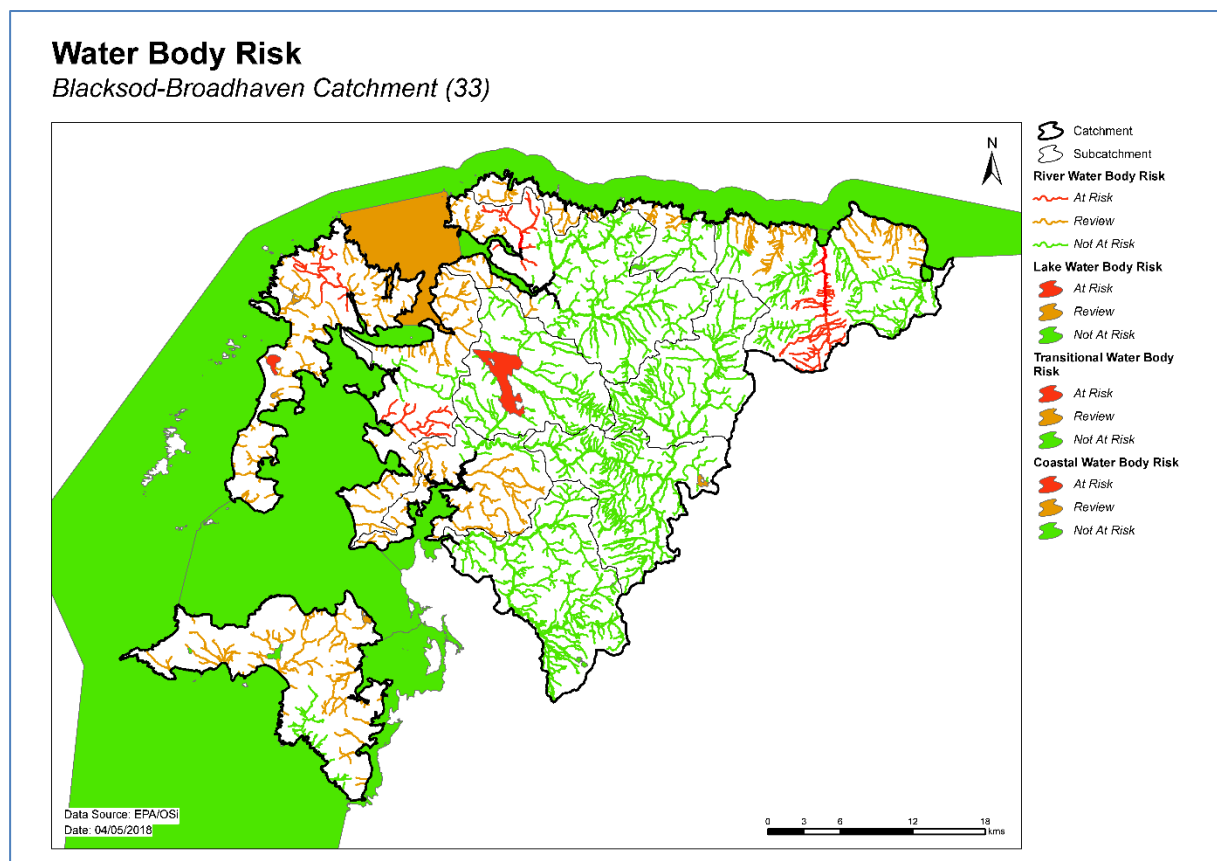 Water Body Risk
Blacksod-Broadhaven Catchment (33)
N
Catchment
Subcatchment
River Water Body Risk
At Risk
Review
Not At Risk
Lake Water Body Risk
At Risk
Review
Not At Risk
Transitional Water Body
Risk
At Risk
Review
Not At Risk
Coastal Water Body Risk
At Risk
Review
Not At Risk
Data Source: EPA/OSi
Date: 04/05/2018
0 3 6 12 18
kms